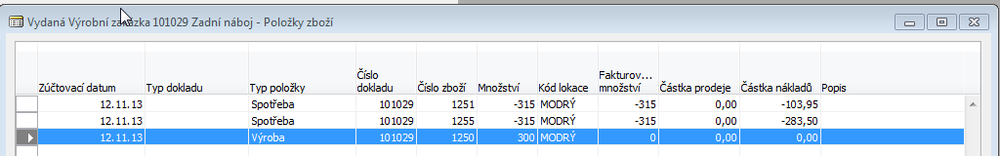 Vydaná Výrobní zakázka 101029 Zadní náboj - Položky zboží
Zúčtovací datum Typ dokladu Typ položky Číslo dokladu Číslo zboží Množství Kód lokace Fakturov... množství Částka prodeje Částka nákladů Popis
12.11.13 Spotřeba 101029 1251 -315 MODRÝ -315 0,00 -103,95
12.11.13 Spotřeba 101029 1255 -315 MODRÝ -315 0,00 -283,50
12.11.13 Výroba 101029 1250 300 MODRÝ 0 0,00 0,00